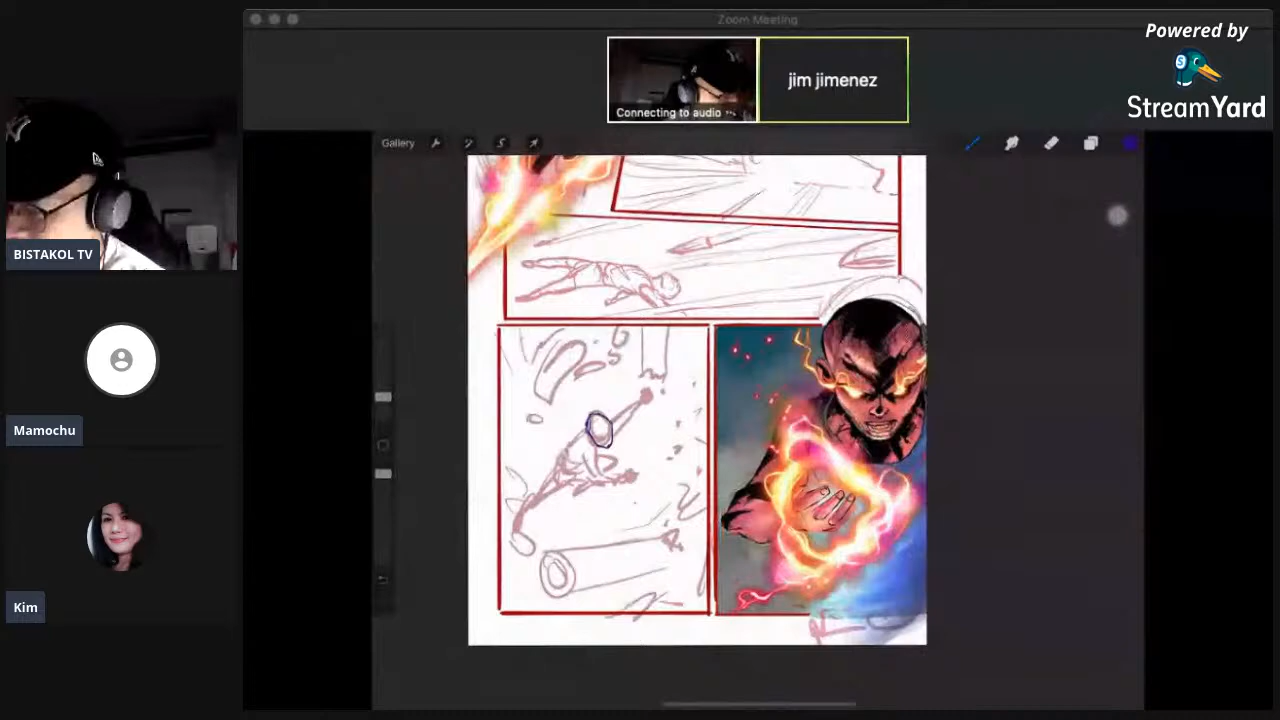 Zoom Meeting
Powered by
StreamYard
jim jimenez
Connecting to audio
Gallery
BISTAKOL TV
Mamochu
Kim